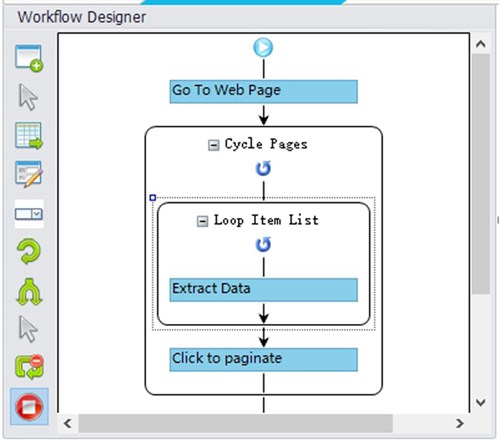 Workflow Designer
Go To Web Page
Cycle Pages
Loop Item List
Extract Data
Click to paginate